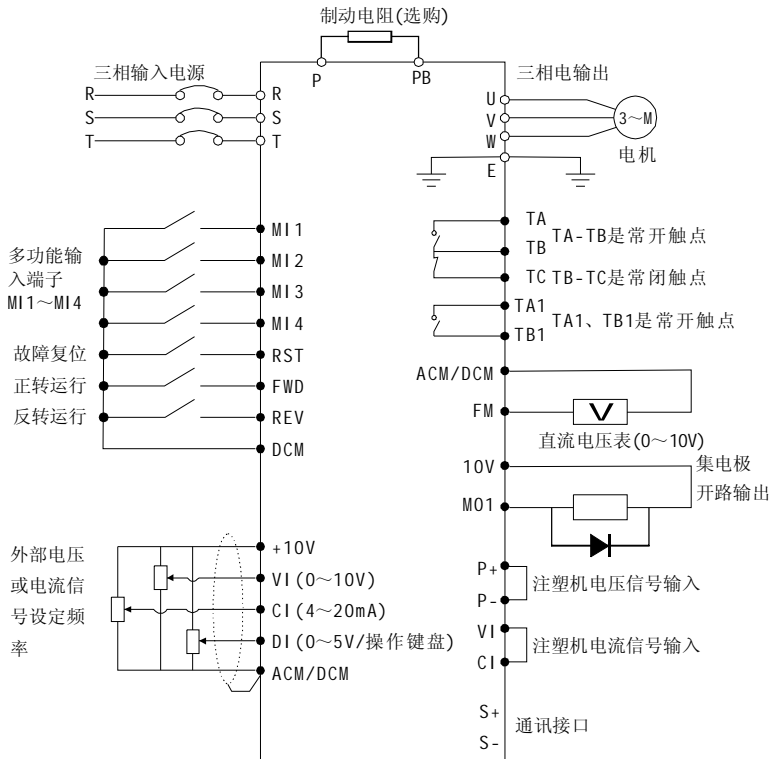 制动电阻(选购)
P
PB
三相输入电源
R
R
S
S
T
T
三相电输出
U
V
W
3～M
电机
E
多功能输
入端子
MI1～MI4
故障复位
正转运行
反转运行
MI1
MI2
MI3
MI4
RST
FWD
REV
DCM
TA
TB
TA-TB是常开触点
TC
TB-TC是常闭触点
TA1
TB1
TA1、TB1是常开触点
ACM/DCM
FM
V
直流电压表(0～10V)
10V
MO1
集电极
开路输出
外部电压
或电流信
号设定频
率
+10V
VI(0～10V)
CI(4～20mA)
DI(0～5V/操作键盘)
ACM/DCM
P+
P-
注塑机电压信号输入
VI
CI
注塑机电流信号输入
S+
S-
通讯接口